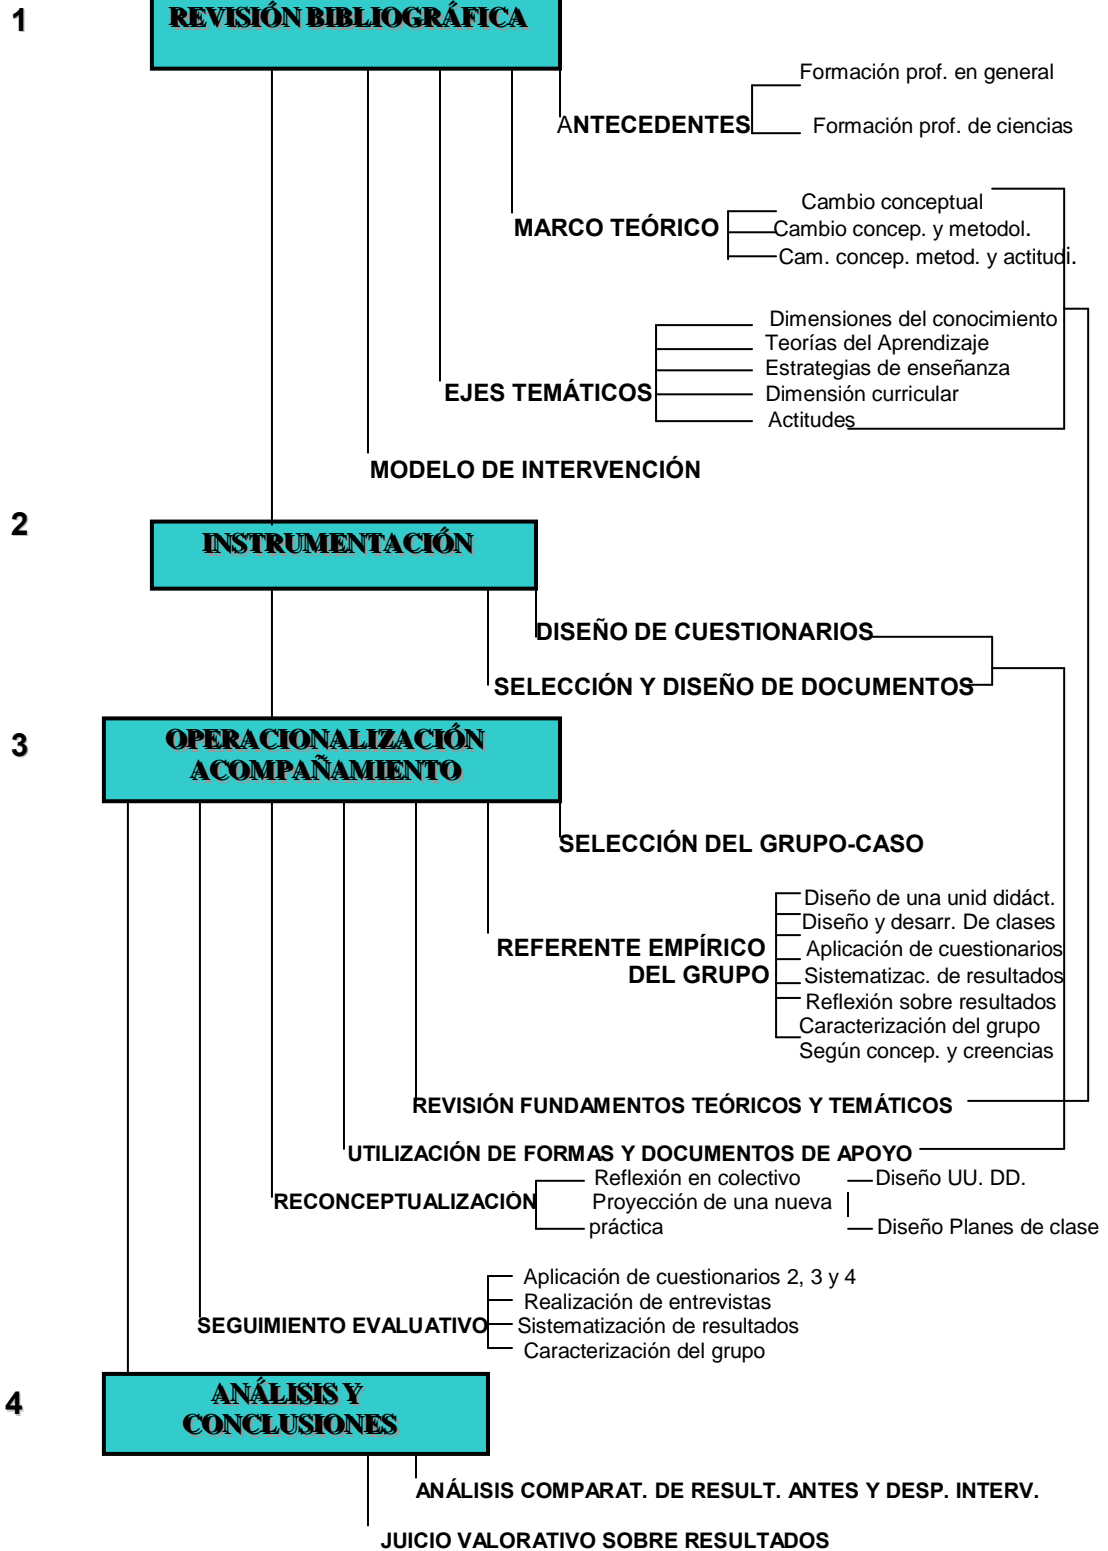 1
REVISIÓN BIBLIOGRÁFICA
Formación prof. en general
ANTECEDENTES
Formación prof. de ciencias
Cambio conceptual
MARCO TEÓRICO
Cambio concep. y metodol.
Cam. concep. metod. y actitudi.
Dimensiones del conocimiento
Teorías del Aprendizaje
Estrategias de enseñanza
EJES TEMÁTICOS
Dimensión curricular
Actitudes
MODELO DE INTERVENCIÓN
2
INSTRUMENTACIÓN
DISEÑO DE CUESTIONARIOS
SELECCIÓN Y DISEÑO DE DOCUMENTOS
3
OPERACIONALIZACIÓN
ACOMPAÑAMIENTO
SELECCIÓN DEL GRUPO-CASO
Diseño de una unid didáct.
Diseño y desarr. De clases
REFERENTE EMPÍRICO
DEL GRUPO
Aplicación de cuestionarios
Sistematizac. de resultados
Reflexión sobre resultados
Caracterización del grupo
Según concep. y creencias
REVISIÓN FUNDAMENTOS TEÓRICOS Y TEMÁTICOS
UTILIZACIÓN DE FORMAS Y DOCUMENTOS DE APOYO
Reflexión en colectivo
Diseño UU. DD.
RECONCEPTUALIZACIÓN
Proyección de una nueva
práctica
Diseño Planes de clase
Aplicación de cuestionarios 2, 3 y 4
Realización de entrevistas
SEGUIMIENTO EVALUATIVO
Sistematización de resultados
Caracterización del grupo
4
ANÁLISIS Y
CONCLUSIONES
ANÁLISIS COMPARAT. DE RESULT. ANTES Y DESP. INTERV.
JUICIO VALORATIVO SOBRE RESULTADOS